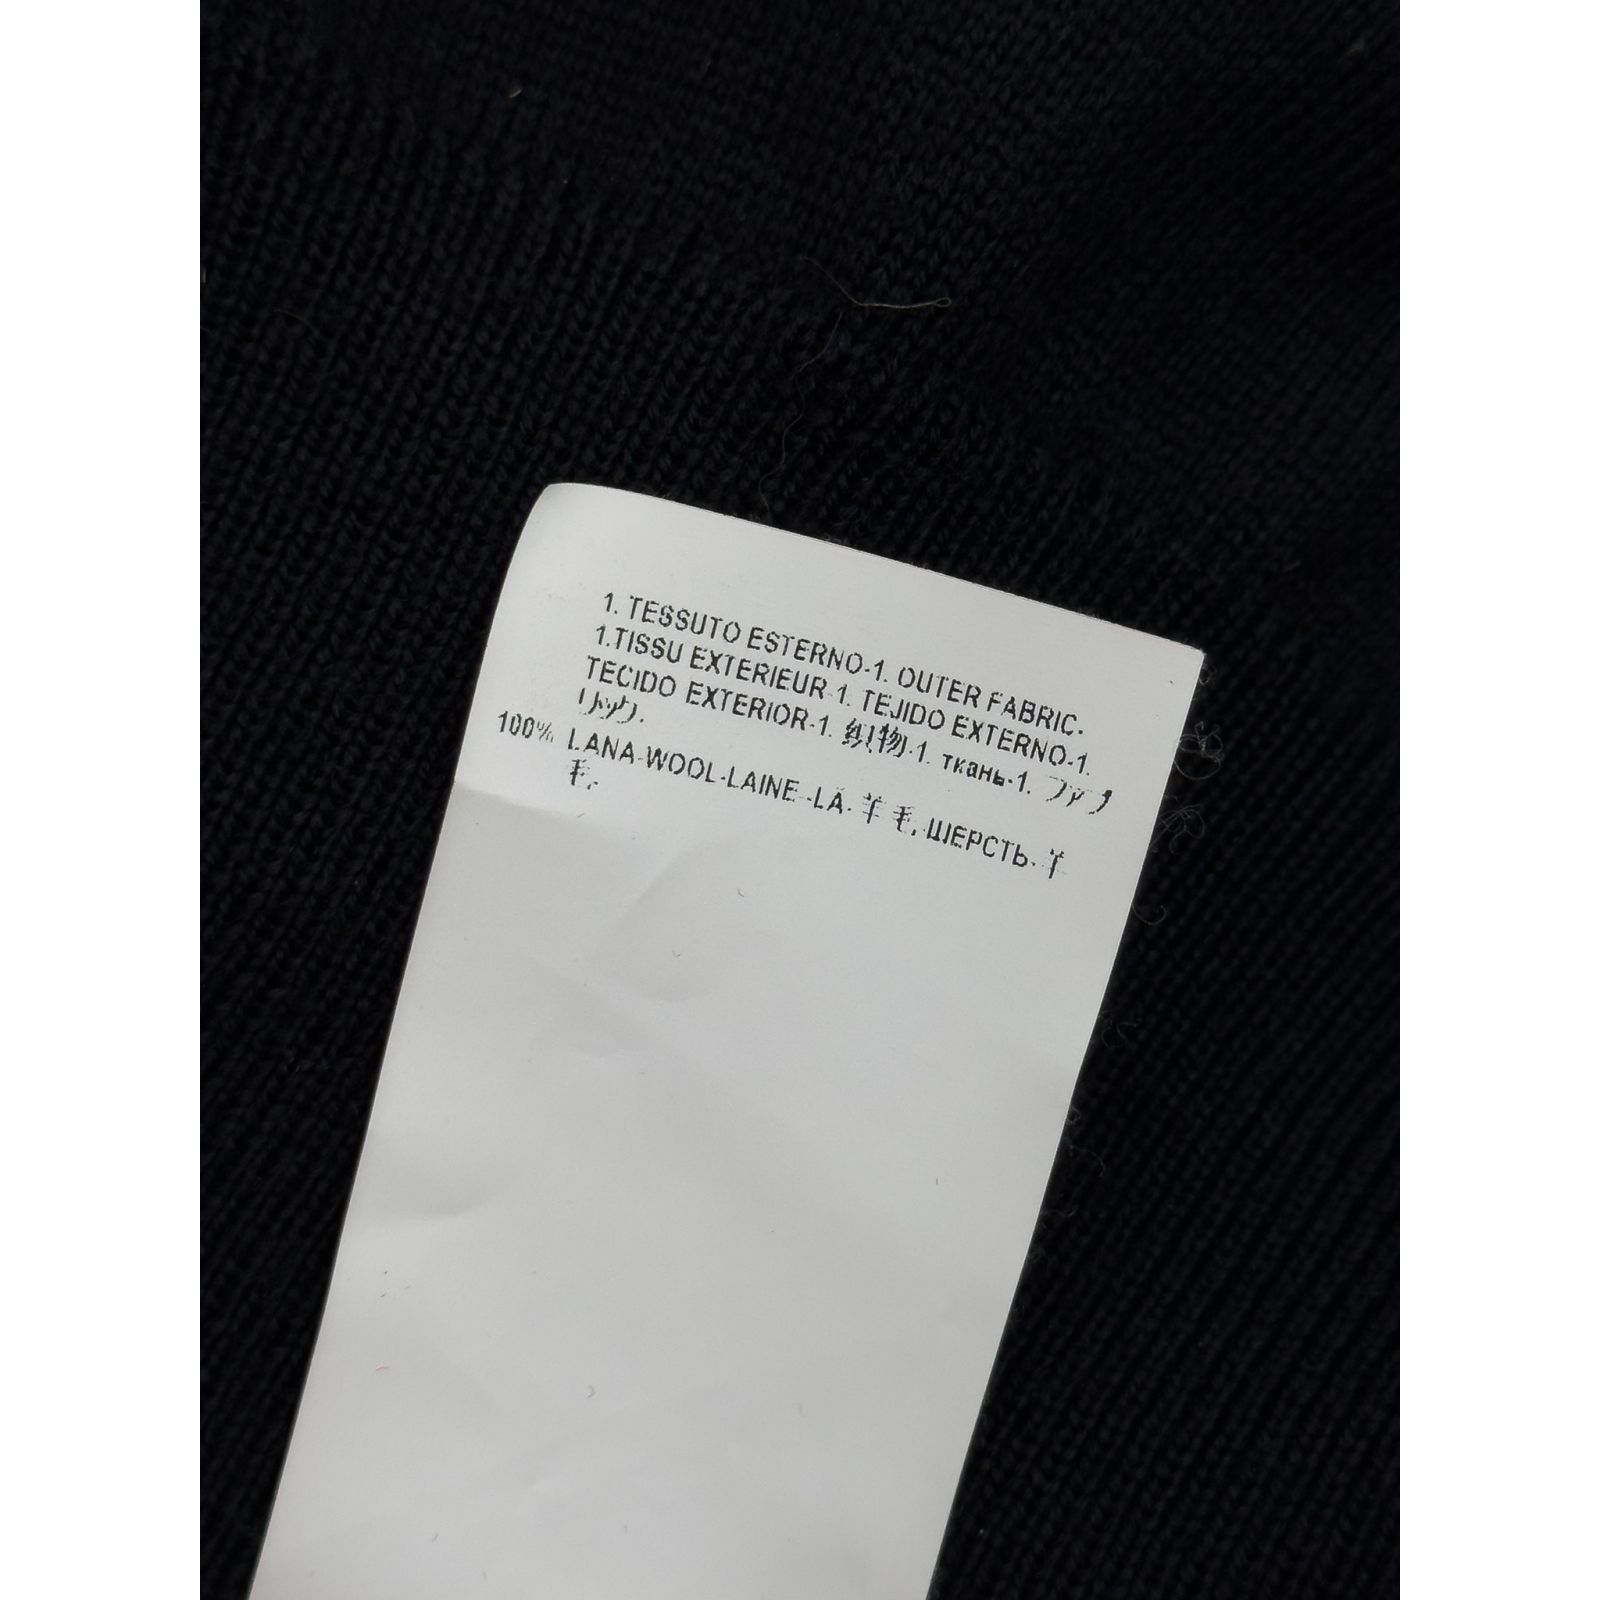 1. TESSUTO ESTERNO-1. OUTER FABRIC.
1.TISSU EXTERIEUR-1. TEJIDO EXTERNO-1.
TECIDO EXTERIOR-1. 織物-1. ткань-1. ファブ
リック.
100% LANA-WOOL-LAINE-LÃ-羊毛. ШЕРСТЬ-羊
毛.